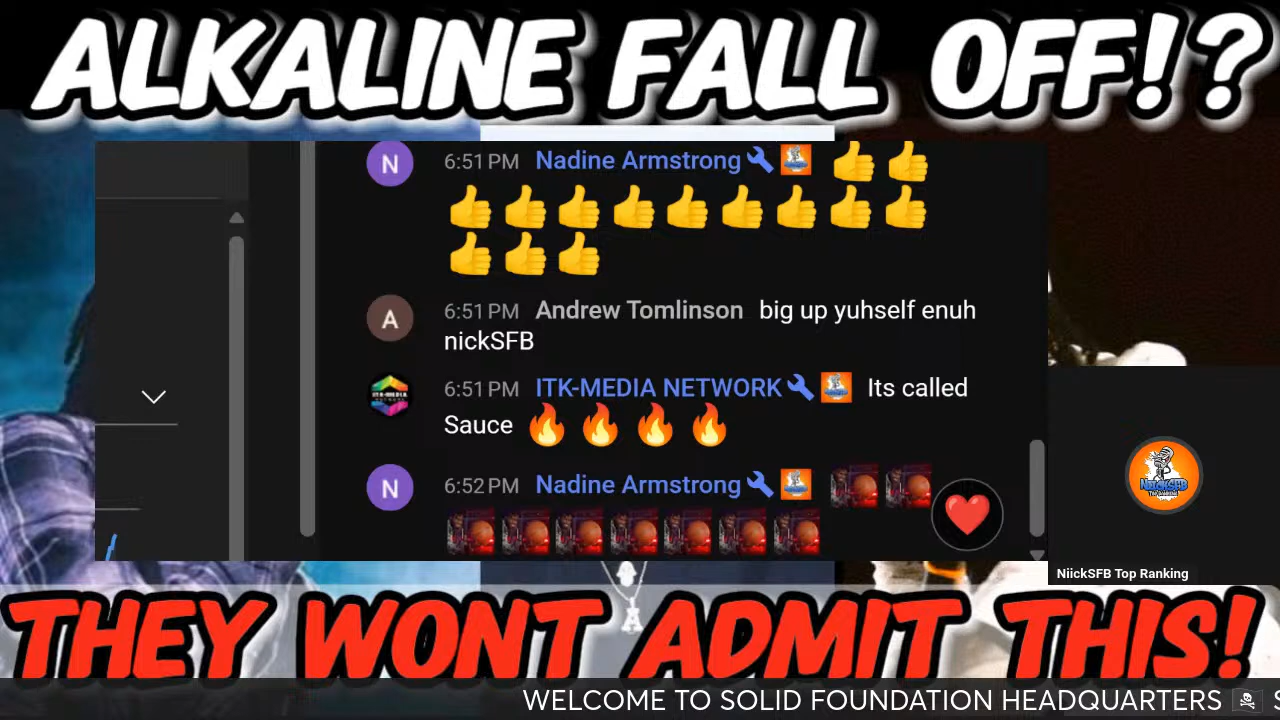 ALKALINE FALL OFF!?
N 6:51 PM Nadine Armstrong
A 6:51 PM Andrew Tomlinson big up yuhself enuh
nickSFB
6:51 PM ITK-MEDIA NETWORK Its called
Sauce
N 6:52 PM Nadine Armstrong
NIICKSFB
NiickSFB Top Ranking
A
THEY WONT ADMIT THIS!
WELCOME TO SOLID FOUNDATION HEADQUARTERS